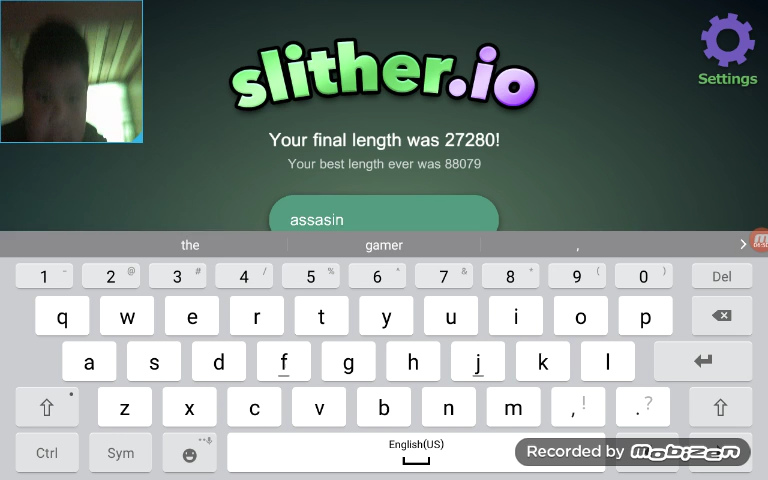 slither.io
Settings
Your final length was 27280!
Your best length ever was 88079
assasin
the gamer ,
1 - 2 @ 3 # 4 / 5 % 6 ^ 7 & 8 * 9 ( 0 ) Del
q w e r t y u i o p
a s d f g h j k l
z x c v b n m , ! . ?
Ctrl Sym English(US)
Recorded by mobizen